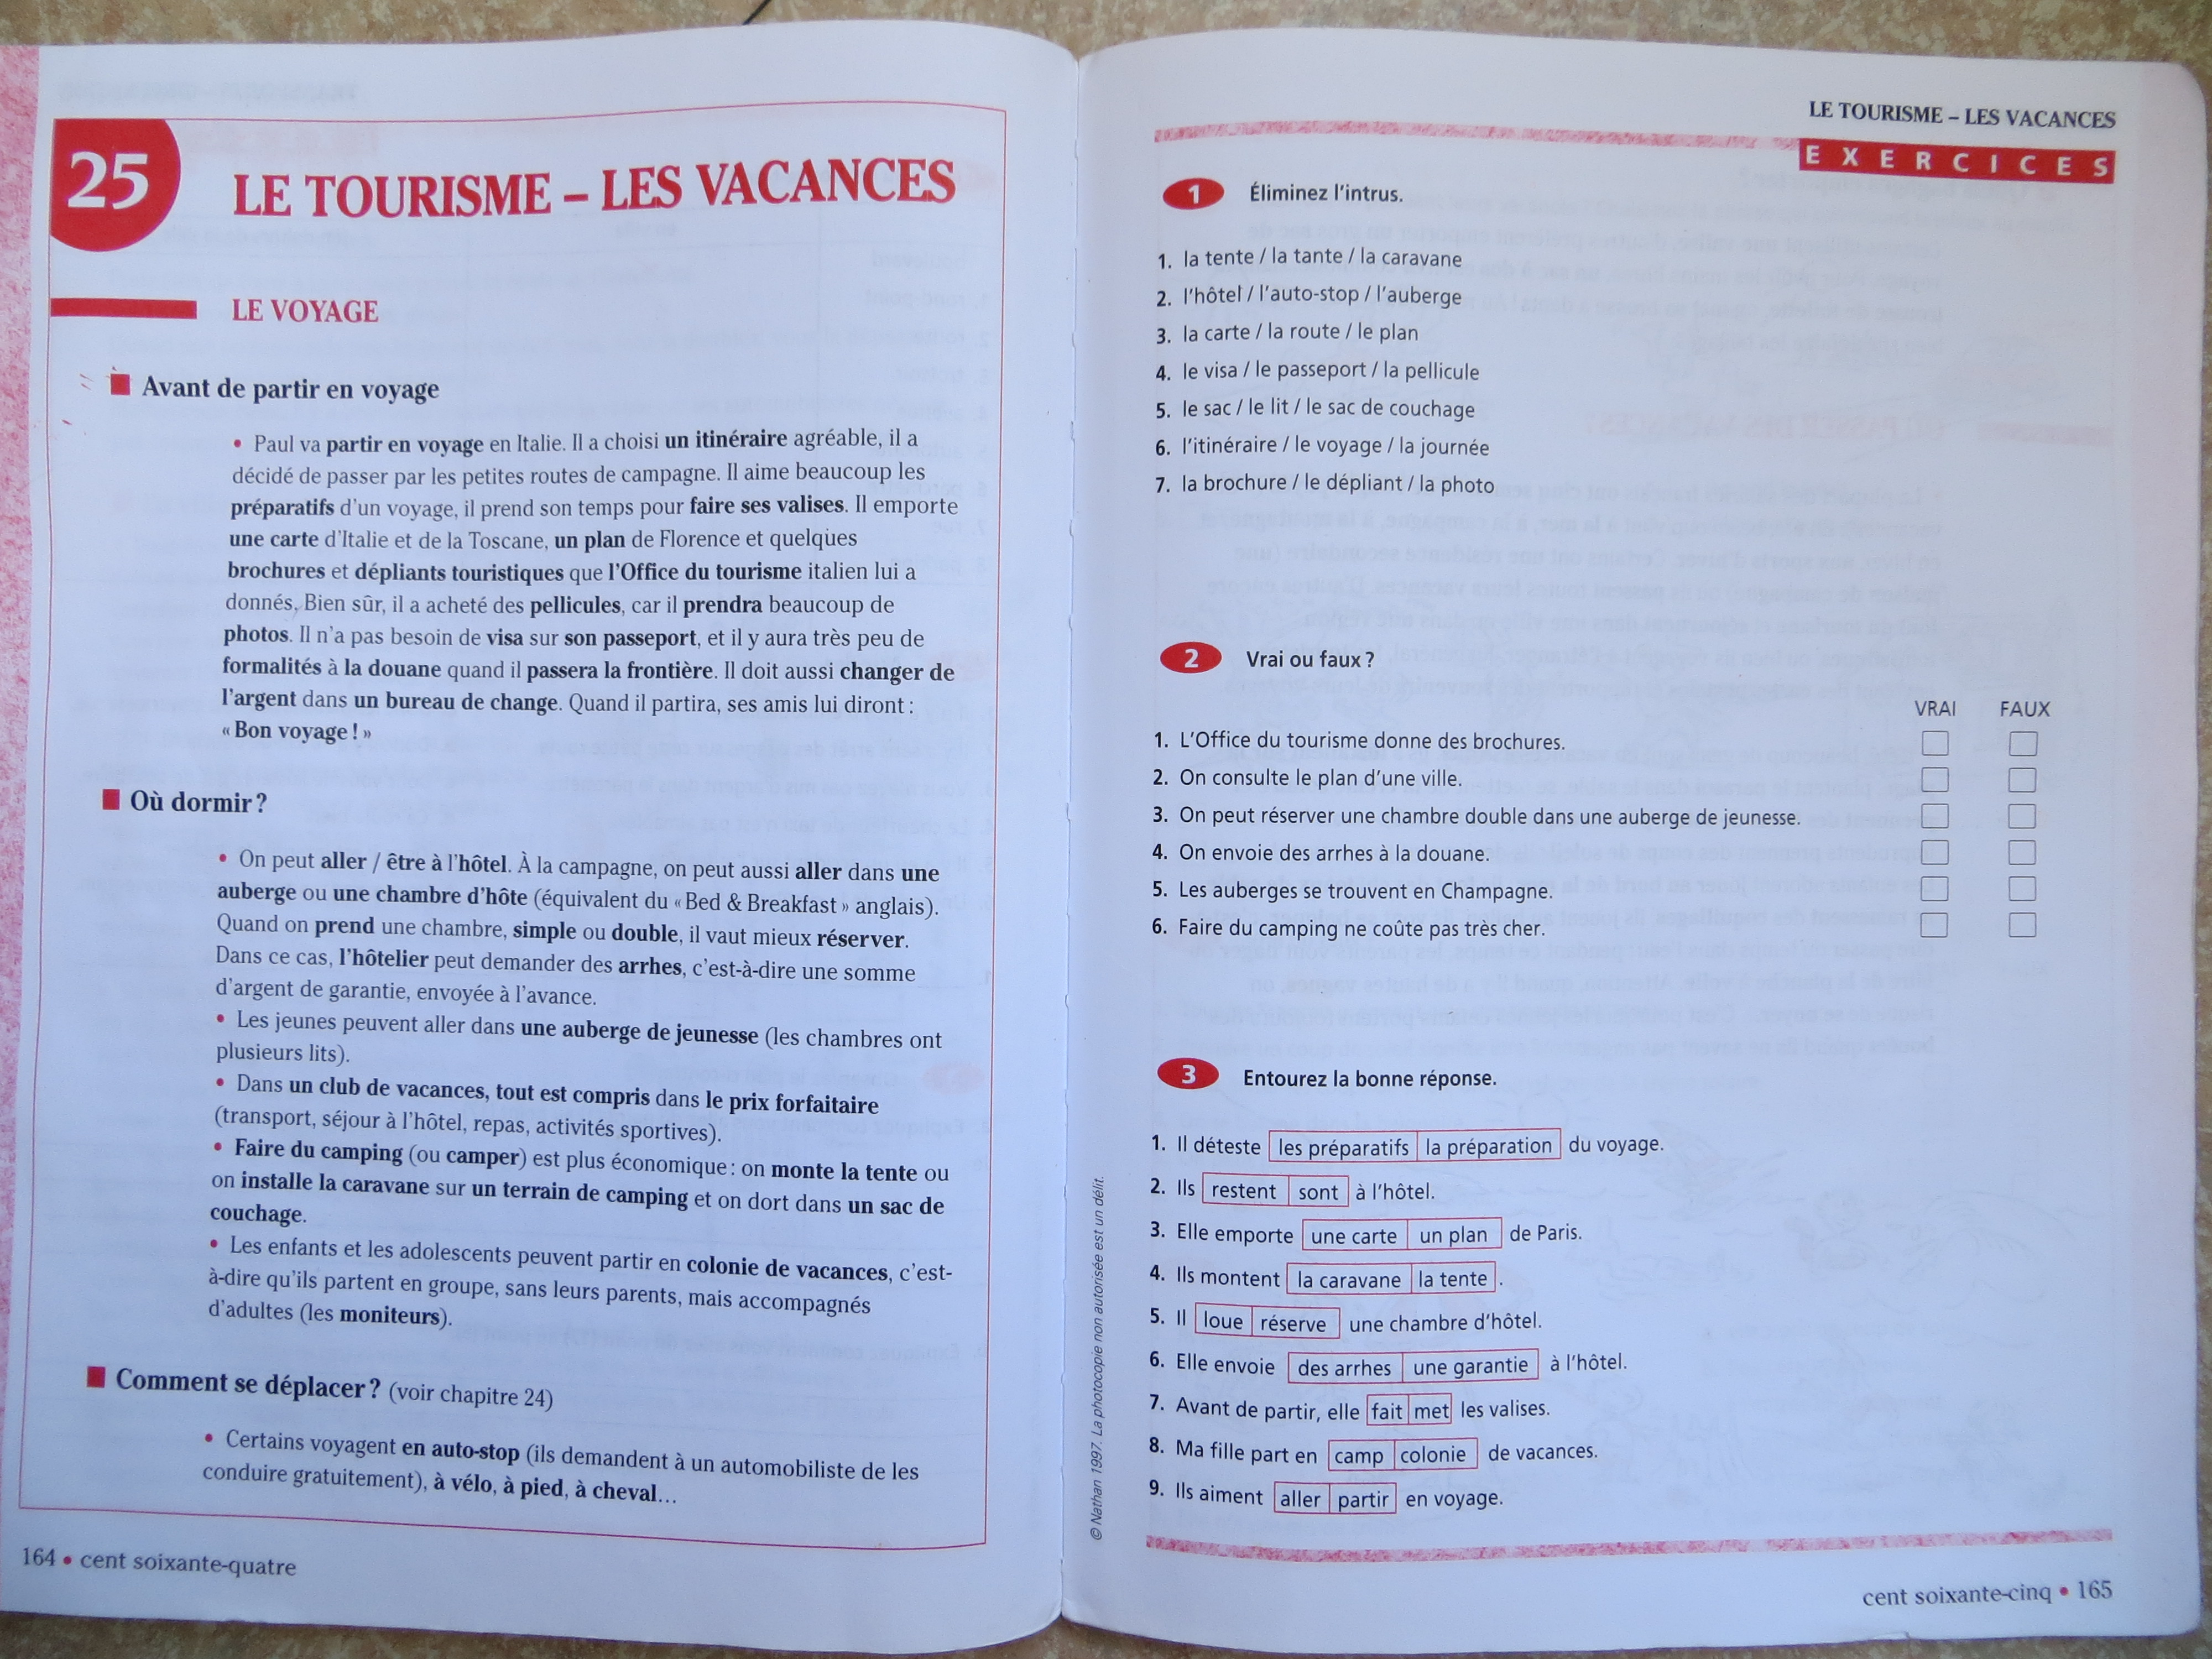 25
LE TOURISME – LES VACANCES
LE VOYAGE
Avant de partir en voyage
• Paul va partir en voyage en Italie. Il a choisi un itinéraire agréable, il a
décidé de passer par les petites routes de campagne. Il aime beaucoup les
préparatifs d'un voyage, il prend son temps pour faire ses valises. Il emporte
une carte d'Italie et de la Toscane, un plan de Florence et quelques
brochures et dépliants touristiques que l'Office du tourisme italien lui a
donnés. Bien sûr, il a acheté des pellicules, car il prendra beaucoup de
photos. Il n'a pas besoin de visa sur son passeport, et il y aura très peu de
formalités à la douane quand il passera la frontière. Il doit aussi changer de
l'argent dans un bureau de change. Quand il partira, ses amis lui diront :
« Bon voyage ! »
Où dormir ?
• On peut aller / être à l'hôtel. À la campagne, on peut aussi aller dans une
auberge ou une chambre d'hôte (équivalent du « Bed & Breakfast » anglais).
Quand on prend une chambre, simple ou double, il vaut mieux réserver.
Dans ce cas, l'hôtelier peut demander des arrhes, c'est-à-dire une somme
d'argent de garantie, envoyée à l'avance.
• Les jeunes peuvent aller dans une auberge de jeunesse (les chambres ont
plusieurs lits).
• Dans un club de vacances, tout est compris dans le prix forfaitaire
(transport, séjour à l'hôtel, repas, activités sportives).
• Faire du camping (ou camper) est plus économique : on monte la tente ou
on installe la caravane sur un terrain de camping et on dort dans un sac de
couchage.
• Les enfants et les adolescents peuvent partir en colonie de vacances, c'est-
à-dire qu'ils partent en groupe, sans leurs parents, mais accompagnés
d'adultes (les moniteurs).
Comment se déplacer ? (voir chapitre 24)
• Certains voyagent en auto-stop (ils demandent à un automobiliste de les
conduire gratuitement), à vélo, à pied, à cheval...
164 • cent soixante-quatre
LE TOURISME – LES VACANCES
EXERCICES
1 Éliminez l'intrus.
1. la tente / la tante / la caravane
2. l'hôtel / l'auto-stop / l'auberge
3. la carte / la route / le plan
4. le visa / le passeport / la pellicule
5. le sac / le lit / le sac de couchage
6. l'itinéraire / le voyage / la journée
7. la brochure / le dépliant / la photo
2 Vrai ou faux ?
VRAI FAUX
1. L'Office du tourisme donne des brochures.
2. On consulte le plan d'une ville.
3. On peut réserver une chambre double dans une auberge de jeunesse.
4. On envoie des arrhes à la douane.
5. Les auberges se trouvent en Champagne.
6. Faire du camping ne coûte pas très cher.
3 Entourez la bonne réponse.
1. Il déteste les préparatifs la préparation du voyage.
2. Ils restent sont à l'hôtel.
3. Elle emporte une carte un plan de Paris.
4. Ils montent la caravane la tente .
5. Il loue réserve une chambre d'hôtel.
6. Elle envoie des arrhes une garantie à l'hôtel.
7. Avant de partir, elle fait met les valises.
8. Ma fille part en camp colonie de vacances.
9. Ils aiment aller partir en voyage.
© Nathan 1997. La photocopie non autorisée est un délit.
cent soixante-cinq • 165